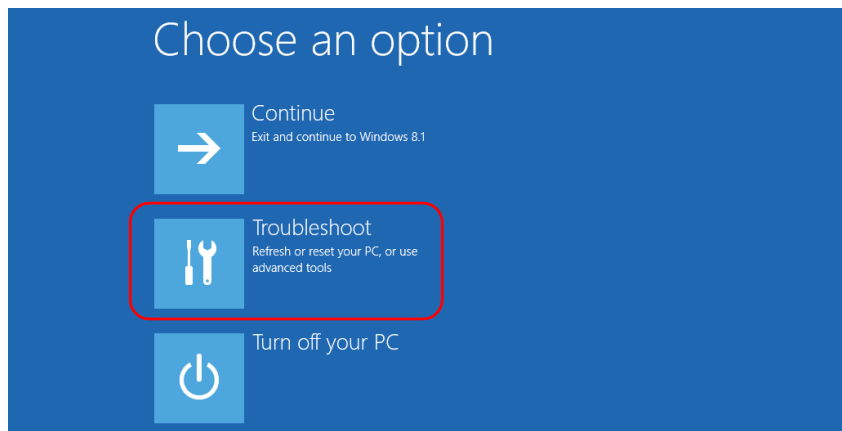 Choose an option
Continue
Exit and continue to Windows 8.1
Troubleshoot
Refresh or reset your PC, or use
advanced tools
Turn off your PC